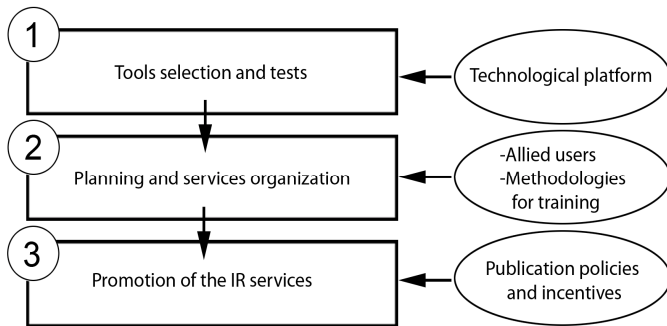 1
Tools selection and tests
Technological platform
2
Planning and services organization
-Allied users
-Methodologies
for training
3
Promotion of the IR services
Publication policies
and incentives